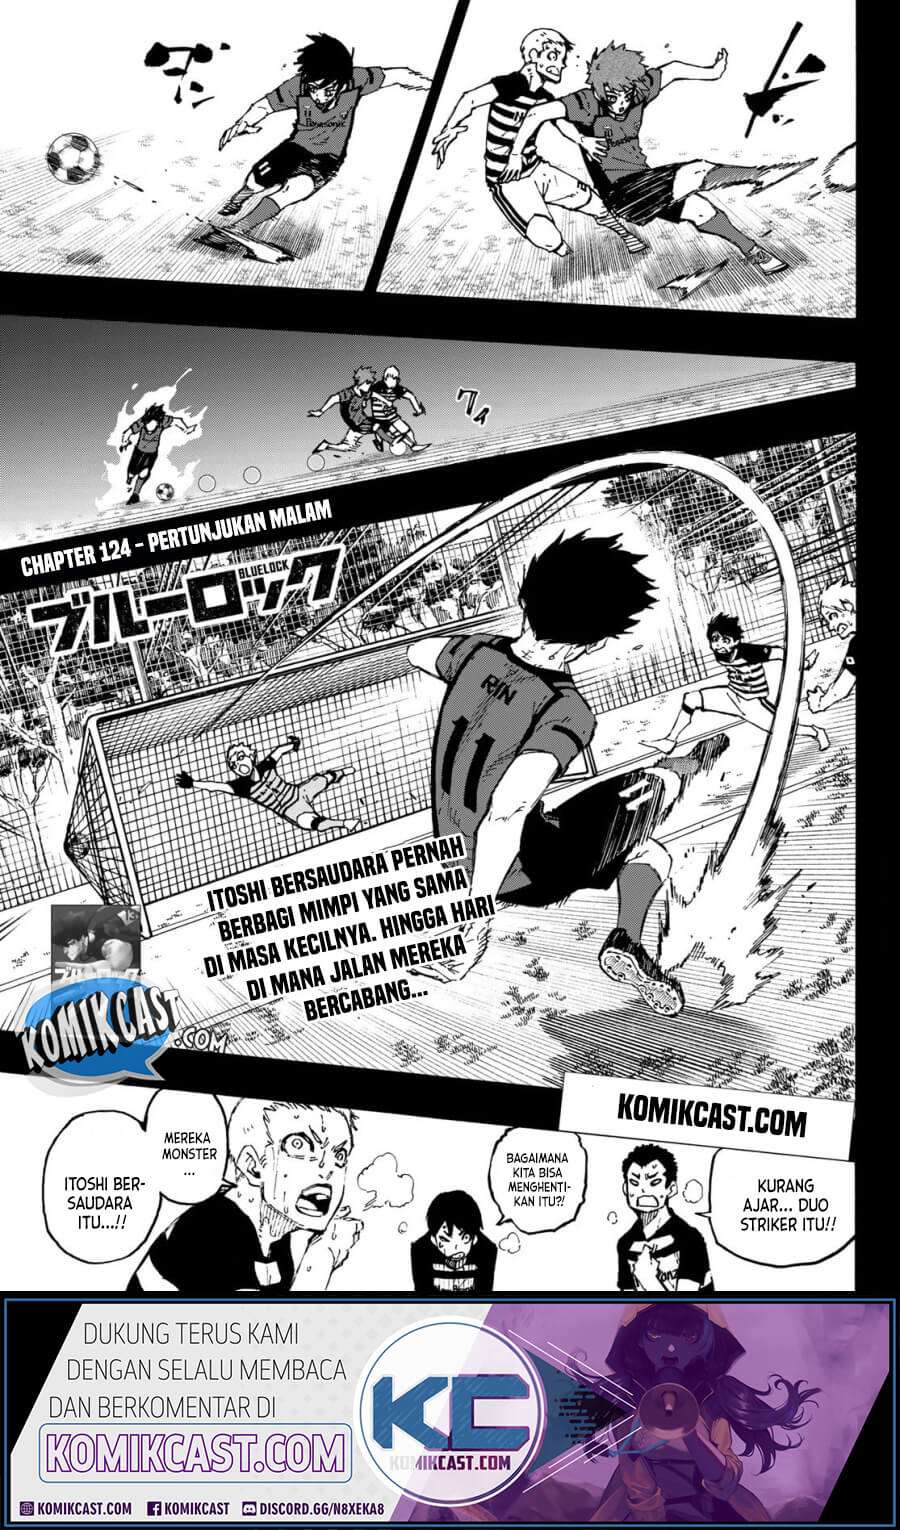 Panasonic
Panasonic
CHAPTER 124 - PERTUNJUKAN MALAM
ブルーロック
BLUELOCK
RIN
11
ITOSHI BERSAUDARA PERNAH
BERBAGI MIMPI YANG SAMA
DI MASA KECILNYA. HINGGA HARI
DI MANA JALAN MEREKA
BERCABANG...
KOMIKCAST
.COM
KOMIKCAST.COM
KURANG
AJAR... DUO
STRIKER ITU!!
BAGAIMANA
KITA BISA
MENGHENTI-
KAN ITU?!
MEREKA
MONSTER
...
ITOSHI BER-
SAUDARA
ITU...!!
DUKUNG TERUS KAMI
DENGAN SELALU MEMBACA
DAN BERKOMENTAR DI
KOMIKCAST.COM
KOMIKCAST.COM
KOMIKCAST
DISCORD.GG/N8XEKA8
KC
KOMIKCAST.COM